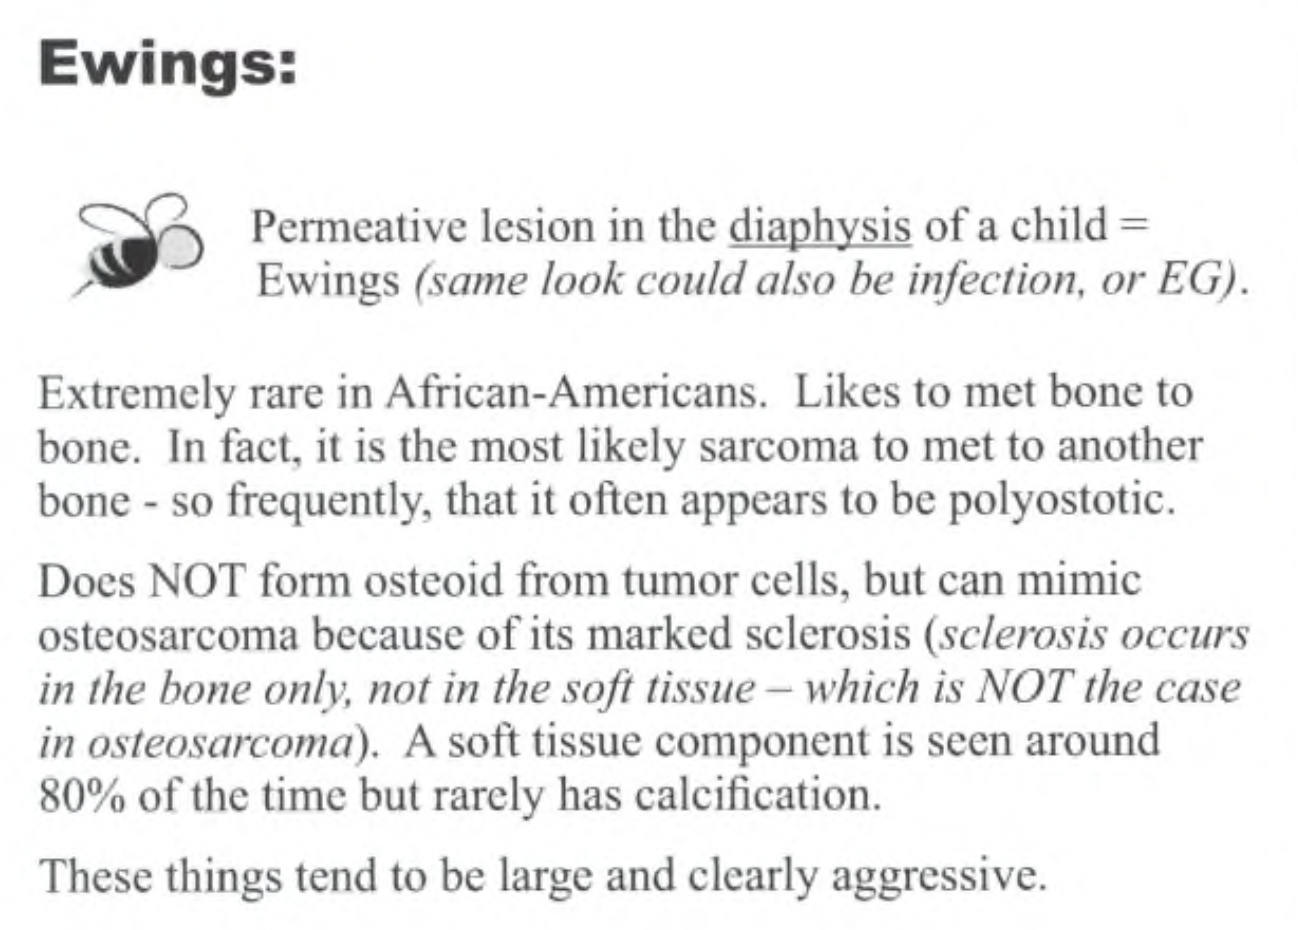 Ewings:
Permeative lesion in the diaphysis of a child =
Ewings (same look could also be infection, or EG).
Extremely rare in African-Americans. Likes to met bone to
bone. In fact, it is the most likely sarcoma to met to another
bone - so frequently, that it often appears to be polyostotic.
Does NOT form osteoid from tumor cells, but can mimic
osteosarcoma because of its marked sclerosis (sclerosis occurs
in the bone only, not in the soft tissue – which is NOT the case
in osteosarcoma). A soft tissue component is seen around
80% of the time but rarely has calcification.
These things tend to be large and clearly aggressive.